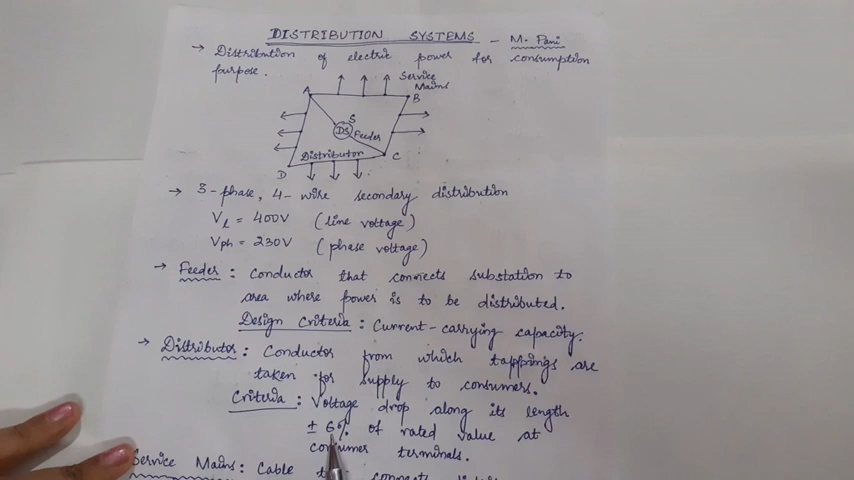 DISTRIBUTION SYSTEMS - M. Pani
→ Distribution of electric power for consumption
purpose.
Service
Mains
A
B
S
DS
Feeder
Distributor
C
D
→ 3-phase, 4-wire secondary distribution
Vl = 400V (line voltage)
Vph = 230V (phase voltage)
→ Feeder : Conductor that connects substation to
area where power is to be distributed.
Design Criteria : Current-carrying capacity.
→ Distributor : Conductor from which tappings are
taken for supply to consumers.
Criteria : Voltage drop along its length
± 6% of rated value at
consumer terminals.
Service Mains : Cable